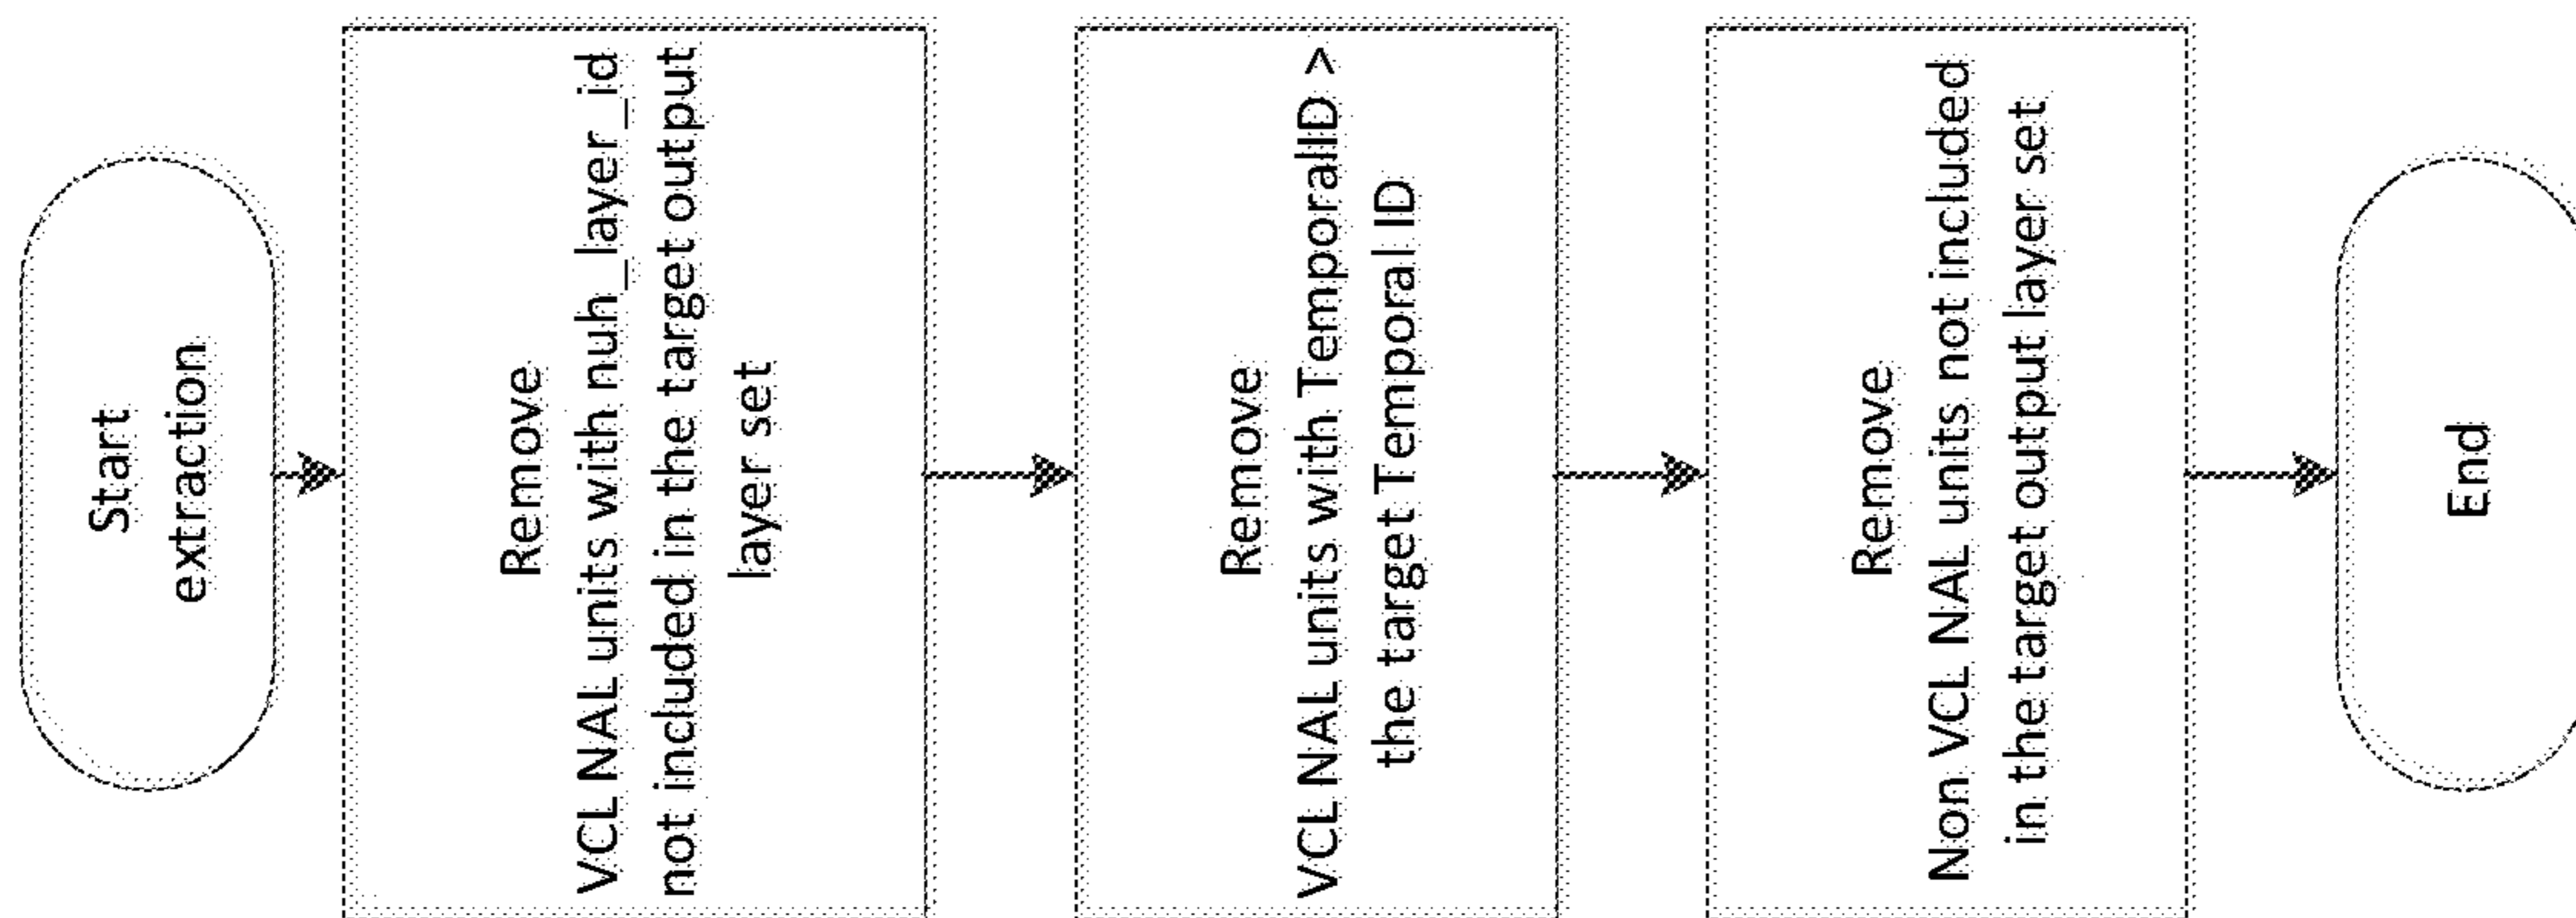 Start
extraction
Remove
VCL NAL units with nuh_layer_id
not included in the target output
layer set
Remove
VCL NAL units with TemporalID >
the target Temporal ID
Remove
Non VCL NAL units not included
in the target output layer set
End